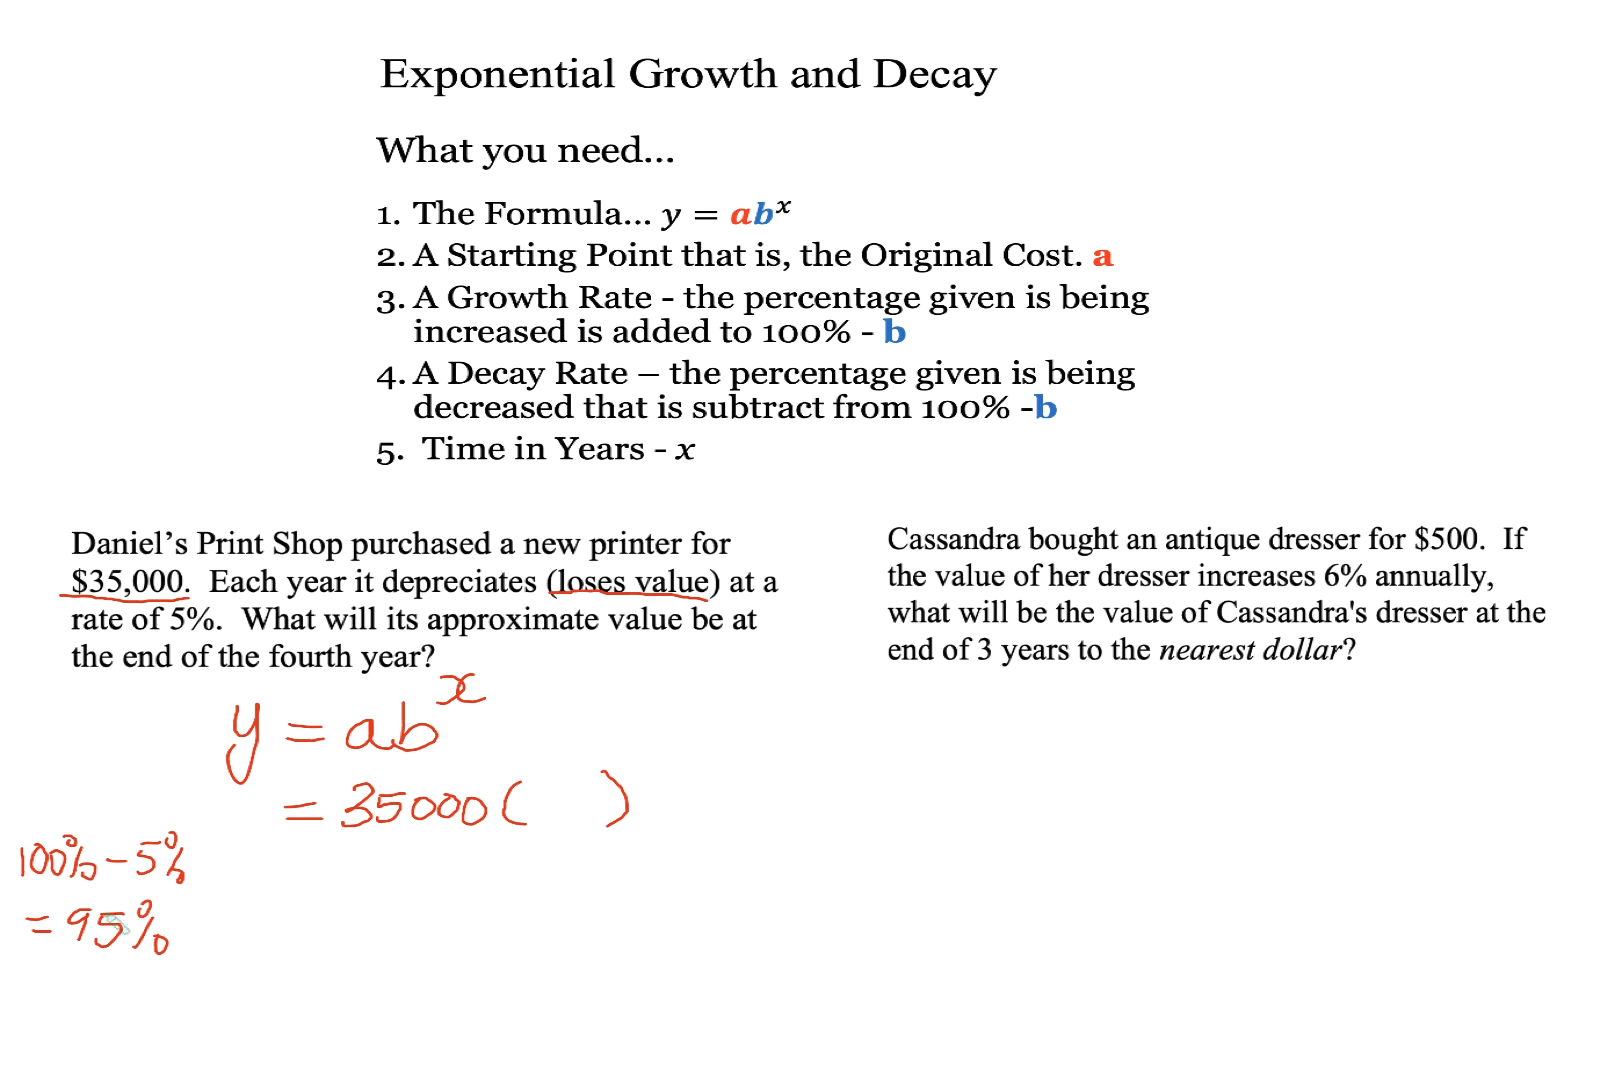 Exponential Growth and Decay
What you need...
1. The Formula... y = abˣ
2. A Starting Point that is, the Original Cost. a
3. A Growth Rate - the percentage given is being
increased is added to 100% - b
4. A Decay Rate – the percentage given is being
decreased that is subtract from 100% -b
5. Time in Years - x
Daniel’s Print Shop purchased a new printer for
$35,000. Each year it depreciates (loses value) at a
rate of 5%. What will its approximate value be at
the end of the fourth year?
y = abˣ
= 35000 ( )
100% - 5%
= 95%
Cassandra bought an antique dresser for $500. If
the value of her dresser increases 6% annually,
what will be the value of Cassandra's dresser at the
end of 3 years to the nearest dollar?